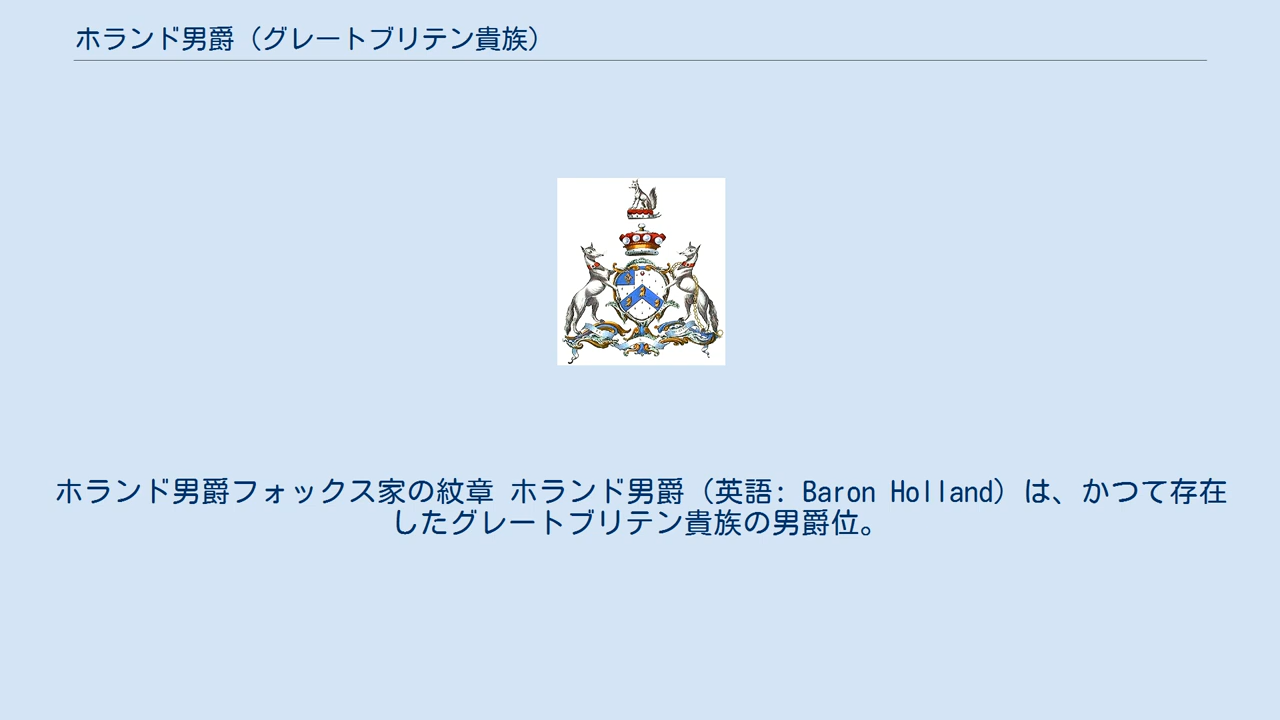 ホランド男爵（グレートブリテン貴族）
ホランド男爵フォックス家の紋章 ホランド男爵（英語: Baron Holland）は、かつて存在
したグレートブリテン貴族の男爵位。